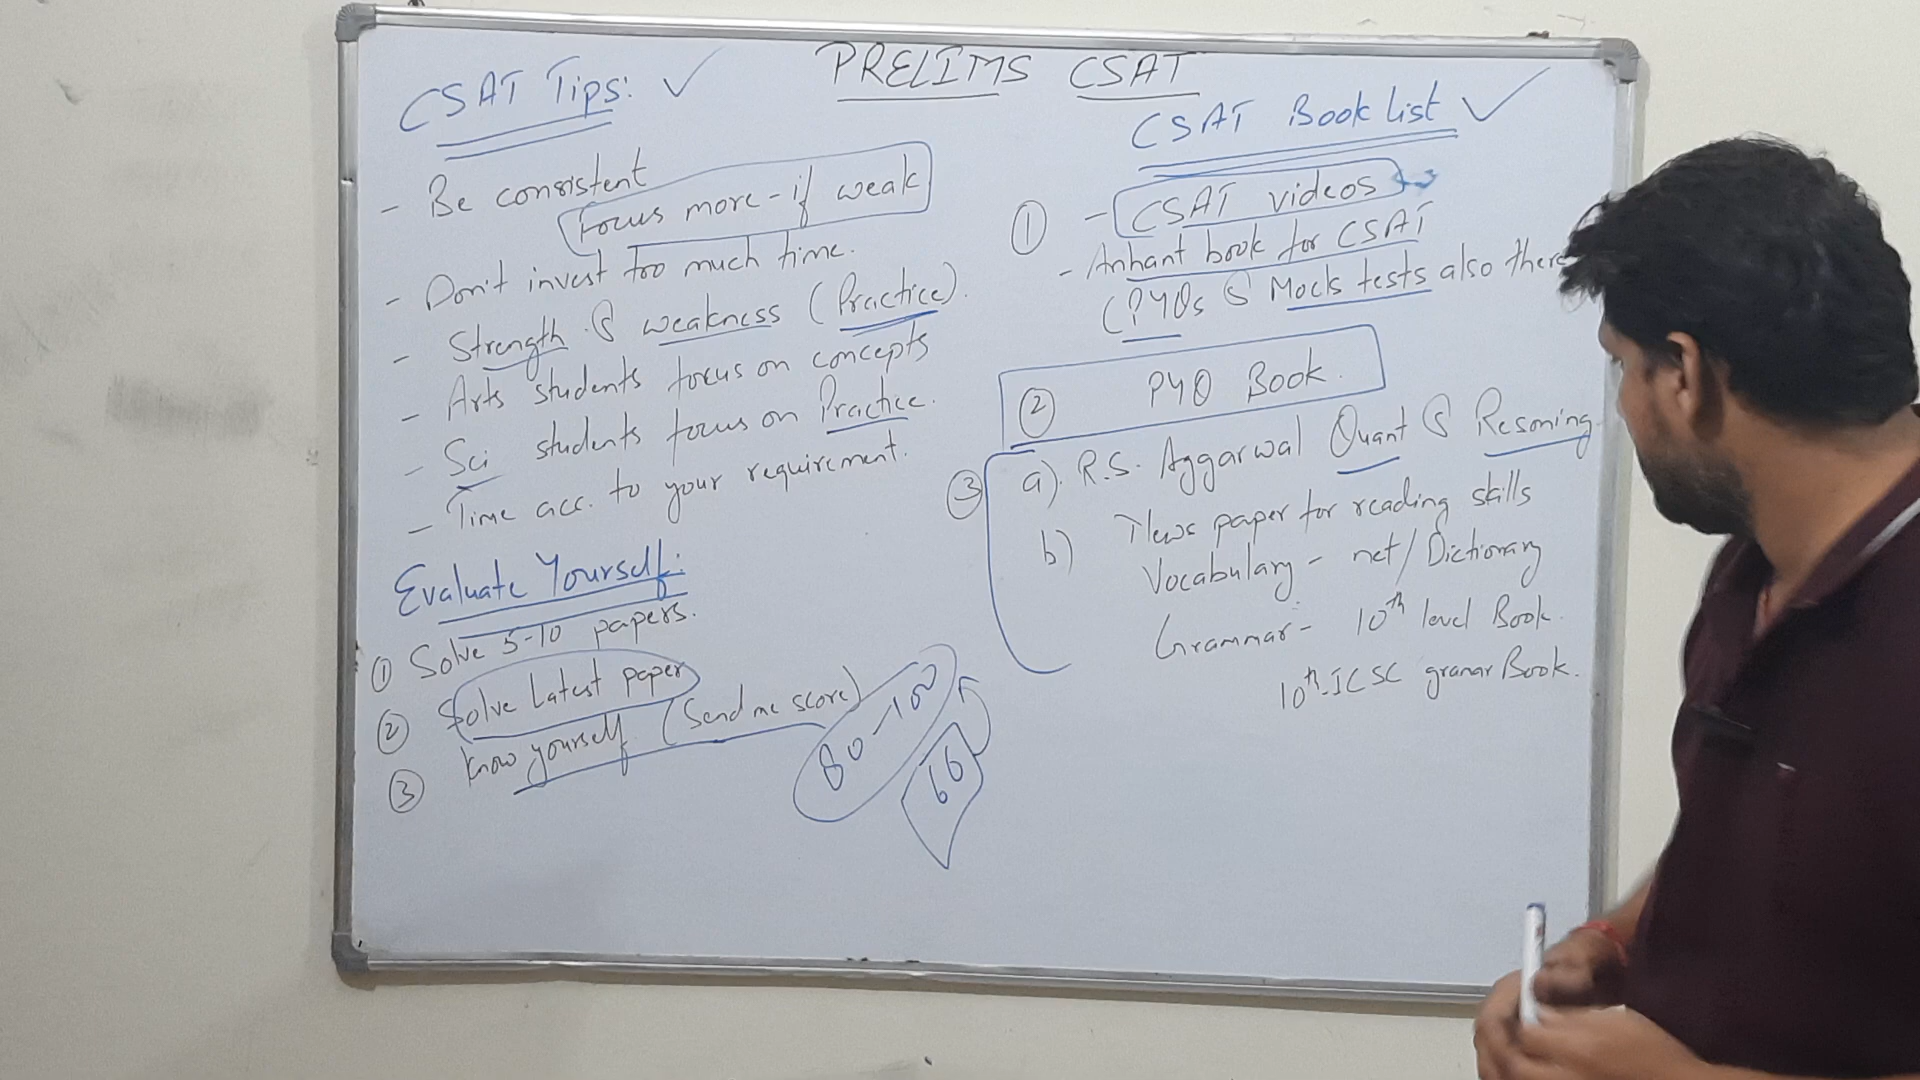 PRELIMS CSAT
CSAT Tips: ✓
- Be consistent
Focus more - if weak
- Don't invest too much time.
- Strength & weakness (Practice).
- Arts students focus on concepts
- Sci students focus on Practice.
- Time acc. to your requirement.
Evaluate Yourself:
① Solve 5-10 papers.
② Solve Latest paper
③ know yourself (Send me score)
80-100
66
CSAT Book list ✓
① - CSAT videos
- Arihant book for CSAT
(PYQs & Mock tests also there
② PYQ Book.
③ a). R.S. Aggarwal Quant & Resoning
b) News paper for reading skills
Vocabulary - net/Dictionary
Grammar - 10th level Book.
10th ICSC gramar Book.